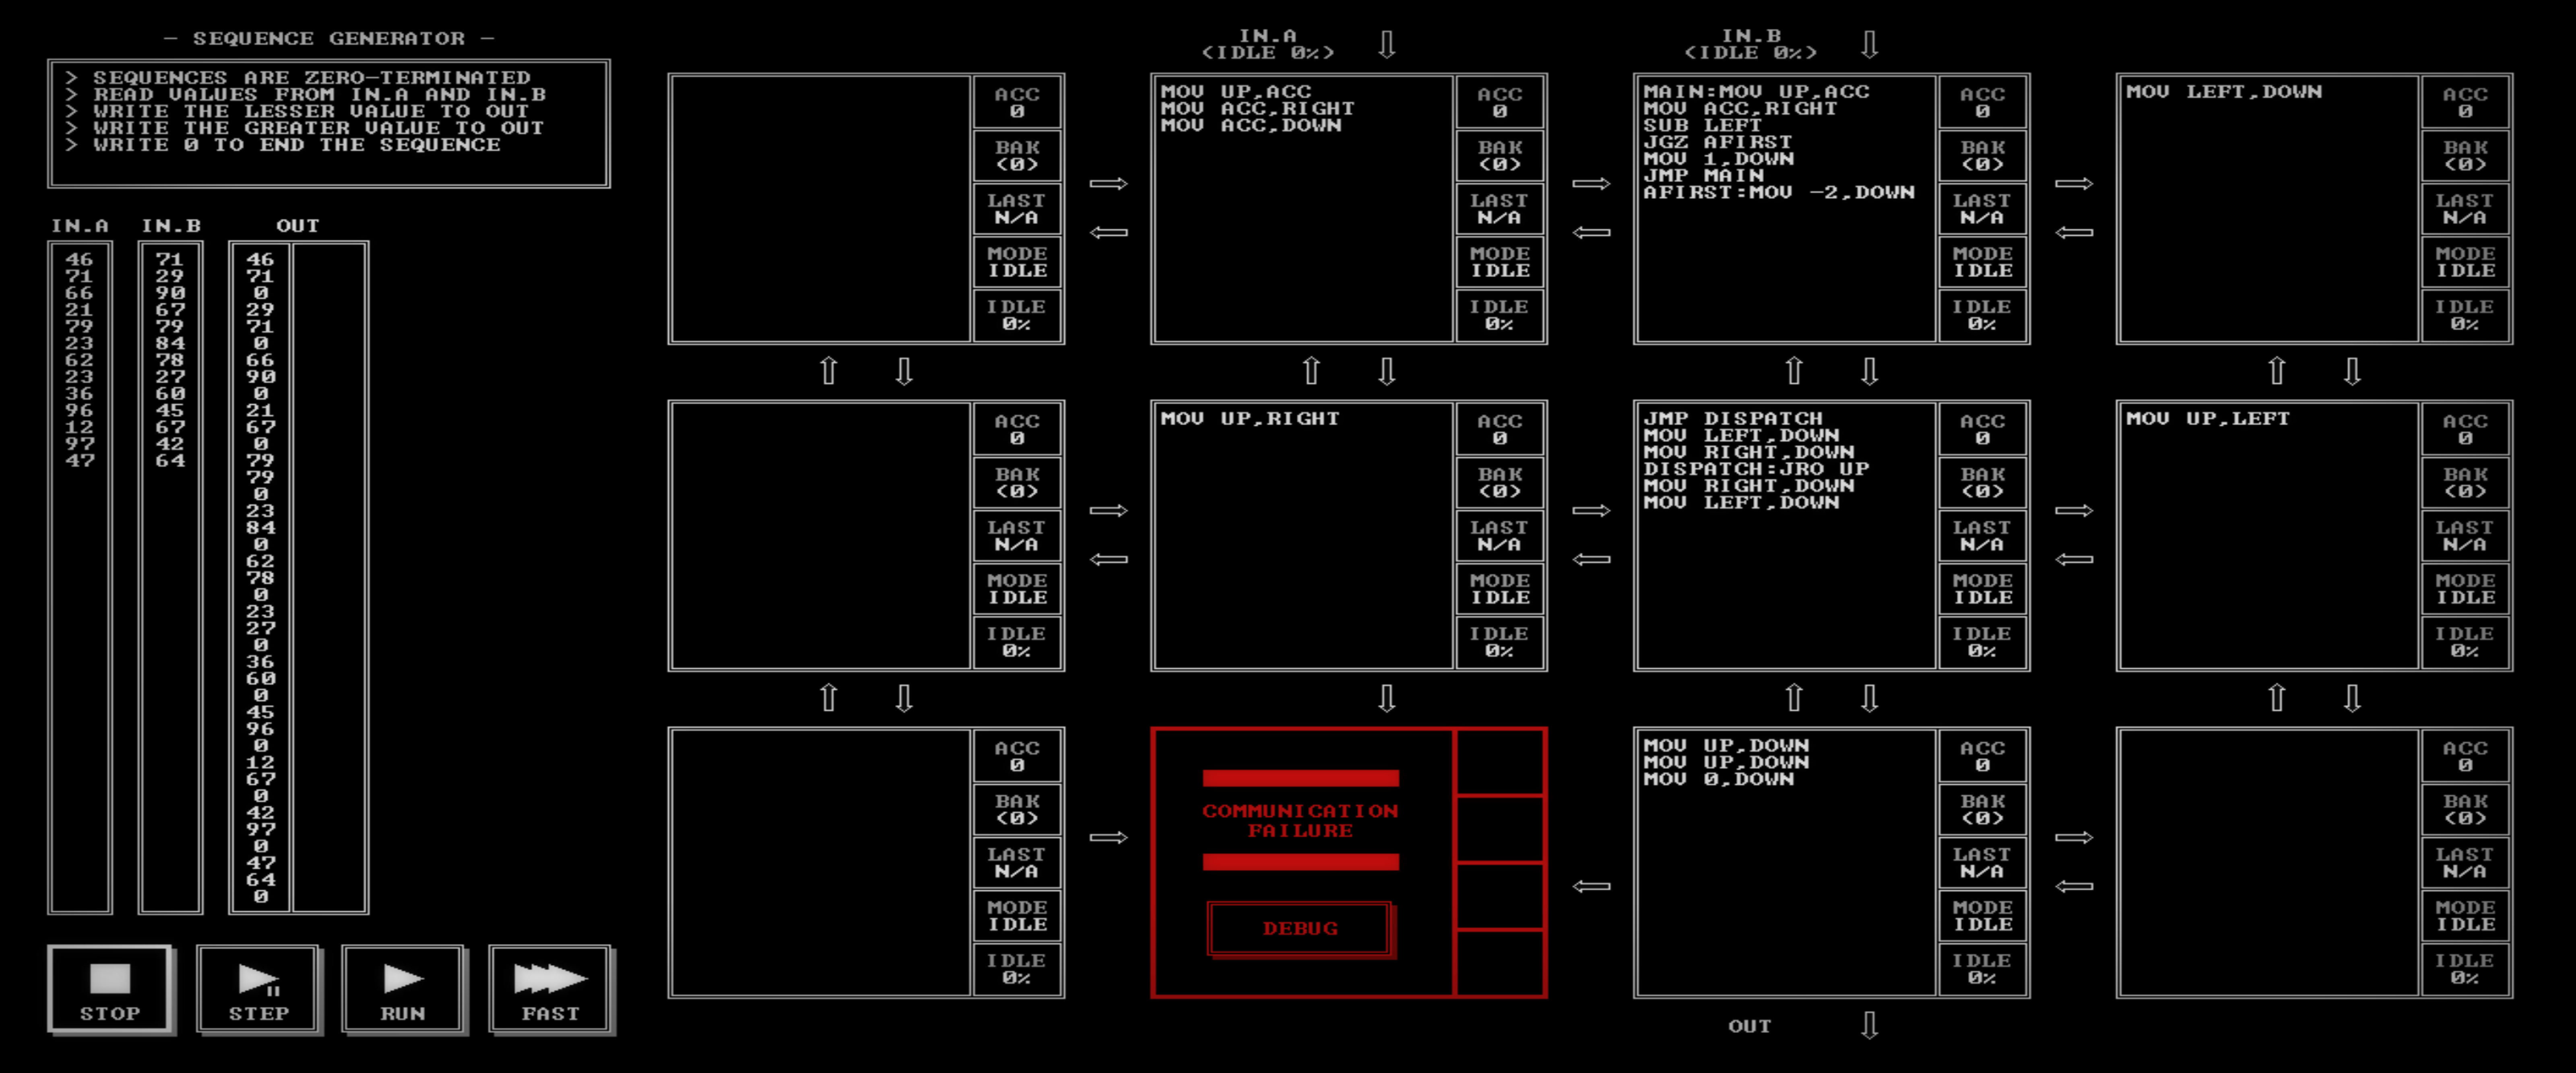 - SEQUENCE GENERATOR -
> SEQUENCES ARE ZERO-TERMINATED
> READ VALUES FROM IN.A AND IN.B
> WRITE THE LESSER VALUE TO OUT
> WRITE THE GREATER VALUE TO OUT
> WRITE 0 TO END THE SEQUENCE
IN.A IN.B OUT
46 71 46
71 29 71
66 90 0
21 67 29
79 79 71
23 84 0
62 78 66
23 27 90
36 60 0
96 45 21
12 67 67
97 42 0
47 64 79
79
0
23
84
0
62
78
0
23
27
0
36
60
0
45
96
0
12
67
0
42
97
0
47
64
0
STOP
STEP
RUN
FAST
IN.A
(IDLE 0%)
IN.B
(IDLE 0%)
ACC
0
BAK
(0)
LAST
N/A
MODE
IDLE
IDLE
0%
MOV UP,ACC
MOV ACC,RIGHT
MOV ACC,DOWN
ACC
0
BAK
(0)
LAST
N/A
MODE
IDLE
IDLE
0%
MAIN:MOV UP,ACC
MOV ACC,RIGHT
SUB LEFT
JGZ AFIRST
MOV 1,DOWN
JMP MAIN
AFIRST:MOV -2,DOWN
ACC
0
BAK
(0)
LAST
N/A
MODE
IDLE
IDLE
0%
MOV LEFT,DOWN
ACC
0
BAK
(0)
LAST
N/A
MODE
IDLE
IDLE
0%
ACC
0
BAK
(0)
LAST
N/A
MODE
IDLE
IDLE
0%
MOV UP,RIGHT
ACC
0
BAK
(0)
LAST
N/A
MODE
IDLE
IDLE
0%
JMP DISPATCH
MOV LEFT,DOWN
MOV RIGHT,DOWN
DISPATCH:JRO UP
MOV RIGHT,DOWN
MOV LEFT,DOWN
ACC
0
BAK
(0)
LAST
N/A
MODE
IDLE
IDLE
0%
MOV UP,LEFT
ACC
0
BAK
(0)
LAST
N/A
MODE
IDLE
IDLE
0%
ACC
0
BAK
(0)
LAST
N/A
MODE
IDLE
IDLE
0%
COMMUNICATION
FAILURE
DEBUG
MOV UP,DOWN
MOV UP,DOWN
MOV 0,DOWN
ACC
0
BAK
(0)
LAST
N/A
MODE
IDLE
IDLE
0%
ACC
0
BAK
(0)
LAST
N/A
MODE
IDLE
IDLE
0%
OUT